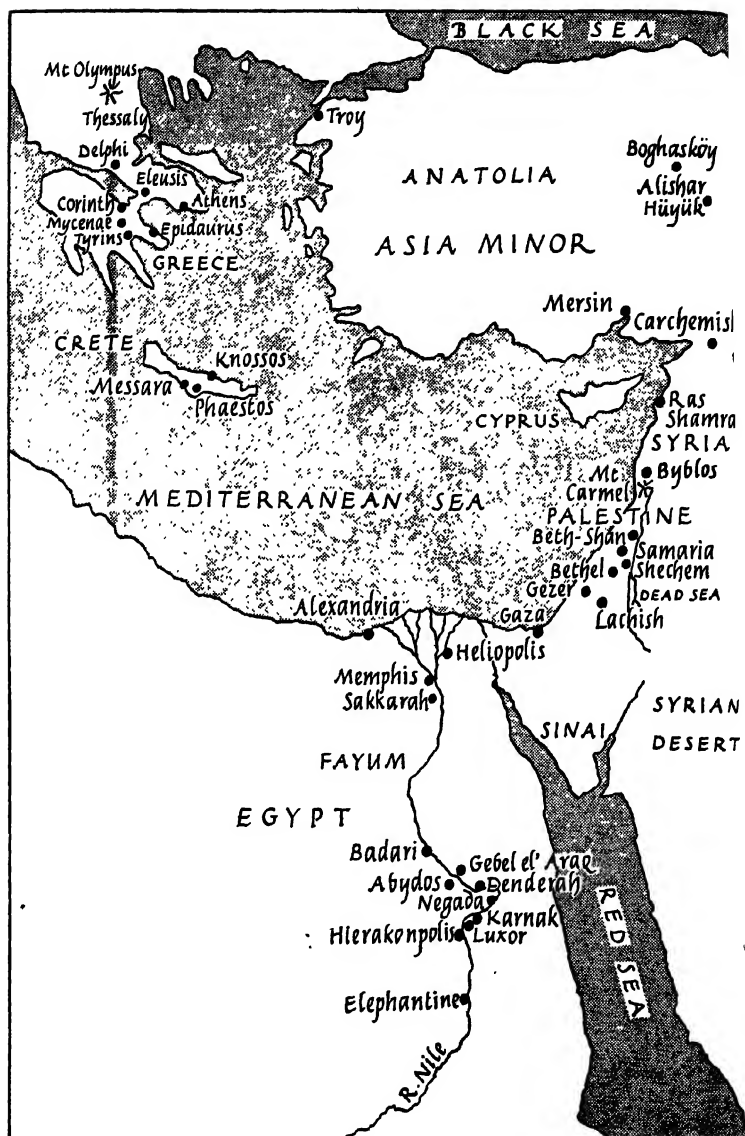 BLACK SEA
Mt Olympus
Thessaly
Troy
Delphi
Eleusis
Corinth
Athens
Mycenae
Tyrins
Epidaurus
GREECE
Boghasköy
ANATOLIA
Alishar
Hüyük
ASIA MINOR
Mersin
Carchemish
CRETE
Knossos
Messara
Phaestos
CYPRUS
Ras
Shamra
SYRIA
Byblos
Mt
Carmel
MEDITERRANEAN SEA
PALESTINE
Beth-Shan
Samaria
Shechem
Bethel
Gezer
DEAD SEA
Lachish
Alexandria
Gaza
Heliopolis
Memphis
Sakkarah
SINAI
SYRIAN
DESERT
FAYUM
EGYPT
Badari
Gebel el' Araq
Abydos
Denderah
Negada
Karnak
Hierakonpolis
Luxor
RED SEA
Elephantine
R. Nile